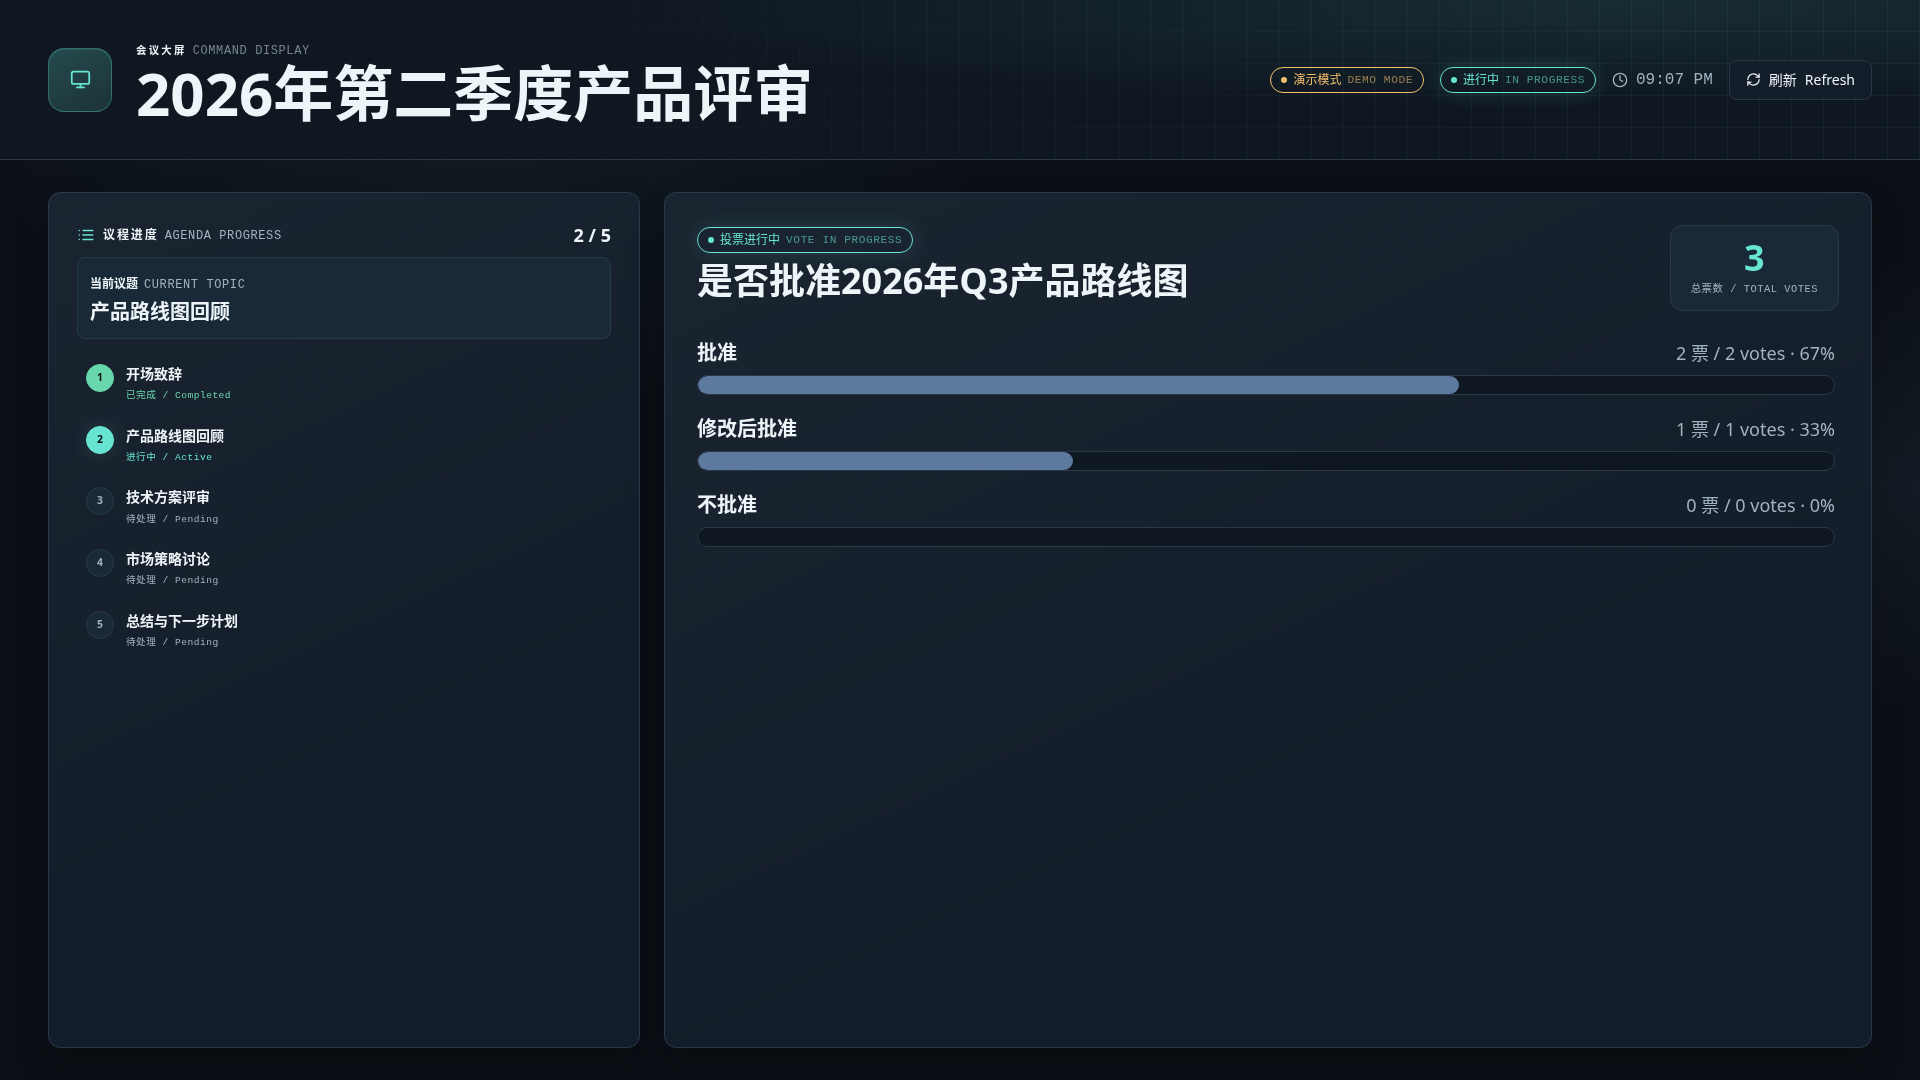 会议大屏 COMMAND DISPLAY
2026年第二季度产品评审
演示模式 DEMO MODE
进行中 IN PROGRESS
09:07 PM
刷新 Refresh
议程进度 AGENDA PROGRESS
2 / 5
当前议题 CURRENT TOPIC
产品路线图回顾
1 开场致辞
已完成 / Completed
2 产品路线图回顾
进行中 / Active
3 技术方案评审
待处理 / Pending
4 市场策略讨论
待处理 / Pending
5 总结与下一步计划
待处理 / Pending
投票进行中 VOTE IN PROGRESS
是否批准2026年Q3产品路线图
3
总票数 / TOTAL VOTES
批准
2 票 / 2 votes · 67%
修改后批准
1 票 / 1 votes · 33%
不批准
0 票 / 0 votes · 0%